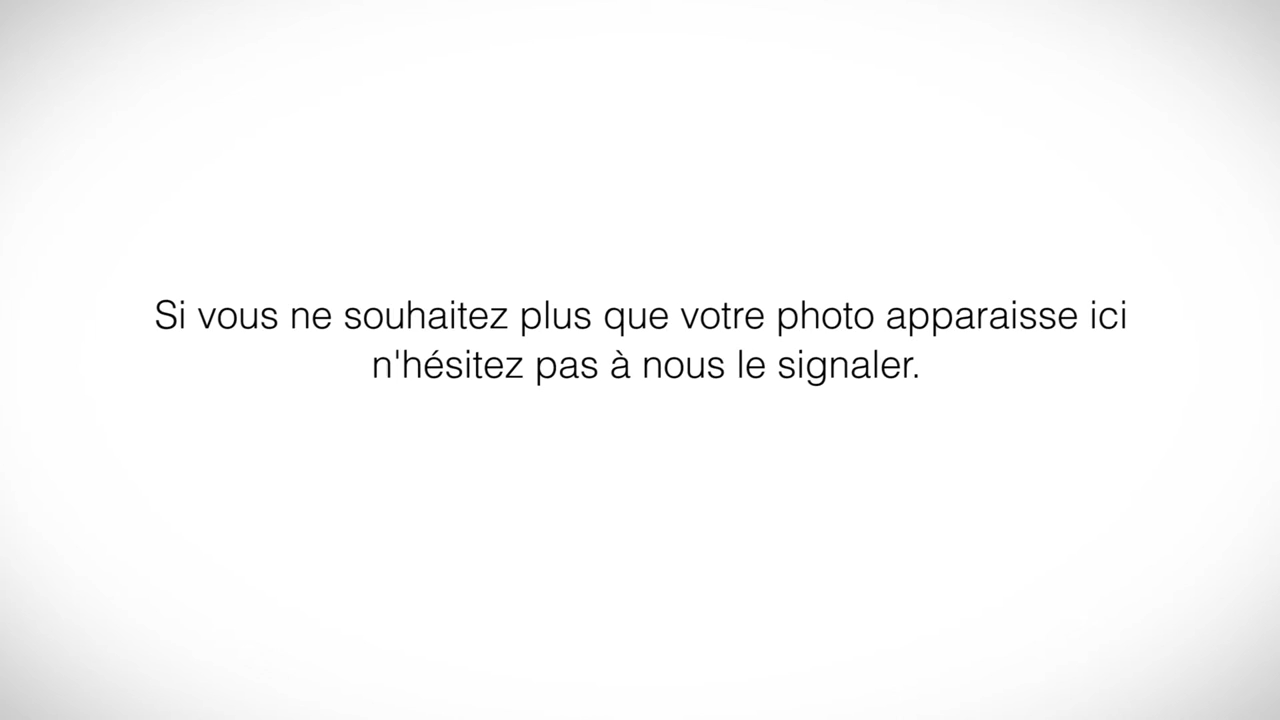 Si vous ne souhaitez plus que votre photo apparaisse ici
n'hésitez pas à nous le signaler.